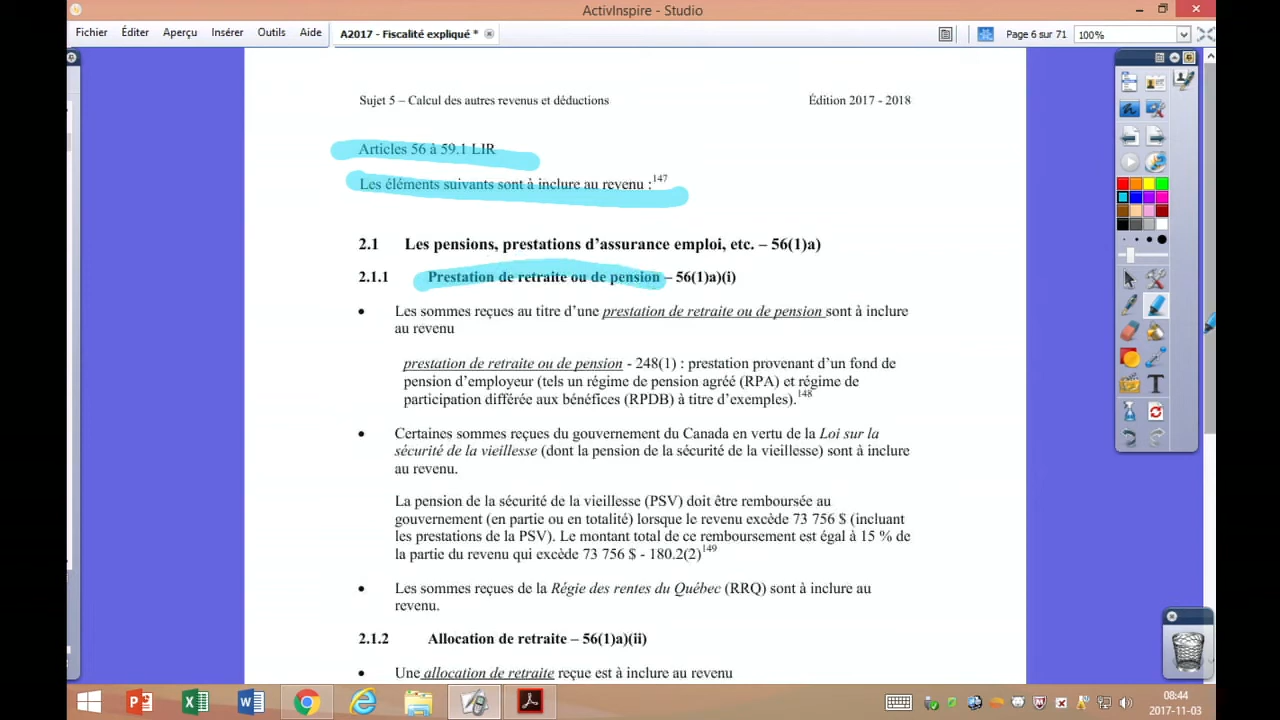 ActivInspire - Studio
Fichier Éditer Aperçu Insérer Outils Aide
A2017 - Fiscalité expliqué *
Page 6 sur 71
100%
Sujet 5 – Calcul des autres revenus et déductions Édition 2017 - 2018
Articles 56 à 59.1 LIR
Les éléments suivants sont à inclure au revenu :147
2.1 Les pensions, prestations d’assurance emploi, etc. – 56(1)a)
2.1.1 Prestation de retraite ou de pension – 56(1)a)(i)
• Les sommes reçues au titre d’une prestation de retraite ou de pension sont à inclure
au revenu
prestation de retraite ou de pension - 248(1) : prestation provenant d’un fond de
pension d’employeur (tels un régime de pension agréé (RPA) et régime de
participation différée aux bénéfices (RPDB) à titre d’exemples).148
• Certaines sommes reçues du gouvernement du Canada en vertu de la Loi sur la
sécurité de la vieillesse (dont la pension de la sécurité de la vieillesse) sont à inclure
au revenu.
La pension de la sécurité de la vieillesse (PSV) doit être remboursée au
gouvernement (en partie ou en totalité) lorsque le revenu excède 73 756 $ (incluant
les prestations de la PSV). Le montant total de ce remboursement est égal à 15 % de
la partie du revenu qui excède 73 756 $ - 180.2(2)149
• Les sommes reçues de la Régie des rentes du Québec (RRQ) sont à inclure au
revenu.
2.1.2 Allocation de retraite – 56(1)a)(ii)
• Une allocation de retraite reçue est à inclure au revenu
08:44
2017-11-03